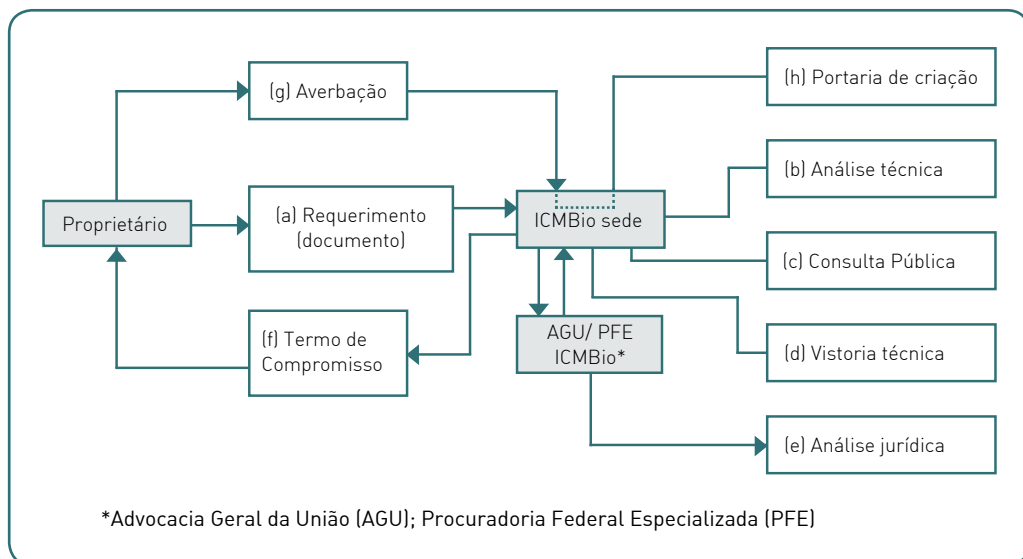 (g) Averbação
(h) Portaria de criação
(b) Análise técnica
Proprietário
(a) Requerimento
(documento)
ICMBio sede
(c) Consulta Pública
(f) Termo de
Compromisso
AGU/ PFE
ICMBio*
(d) Vistoria técnica
(e) Análise jurídica
*Advocacia Geral da União (AGU); Procuradoria Federal Especializada (PFE)